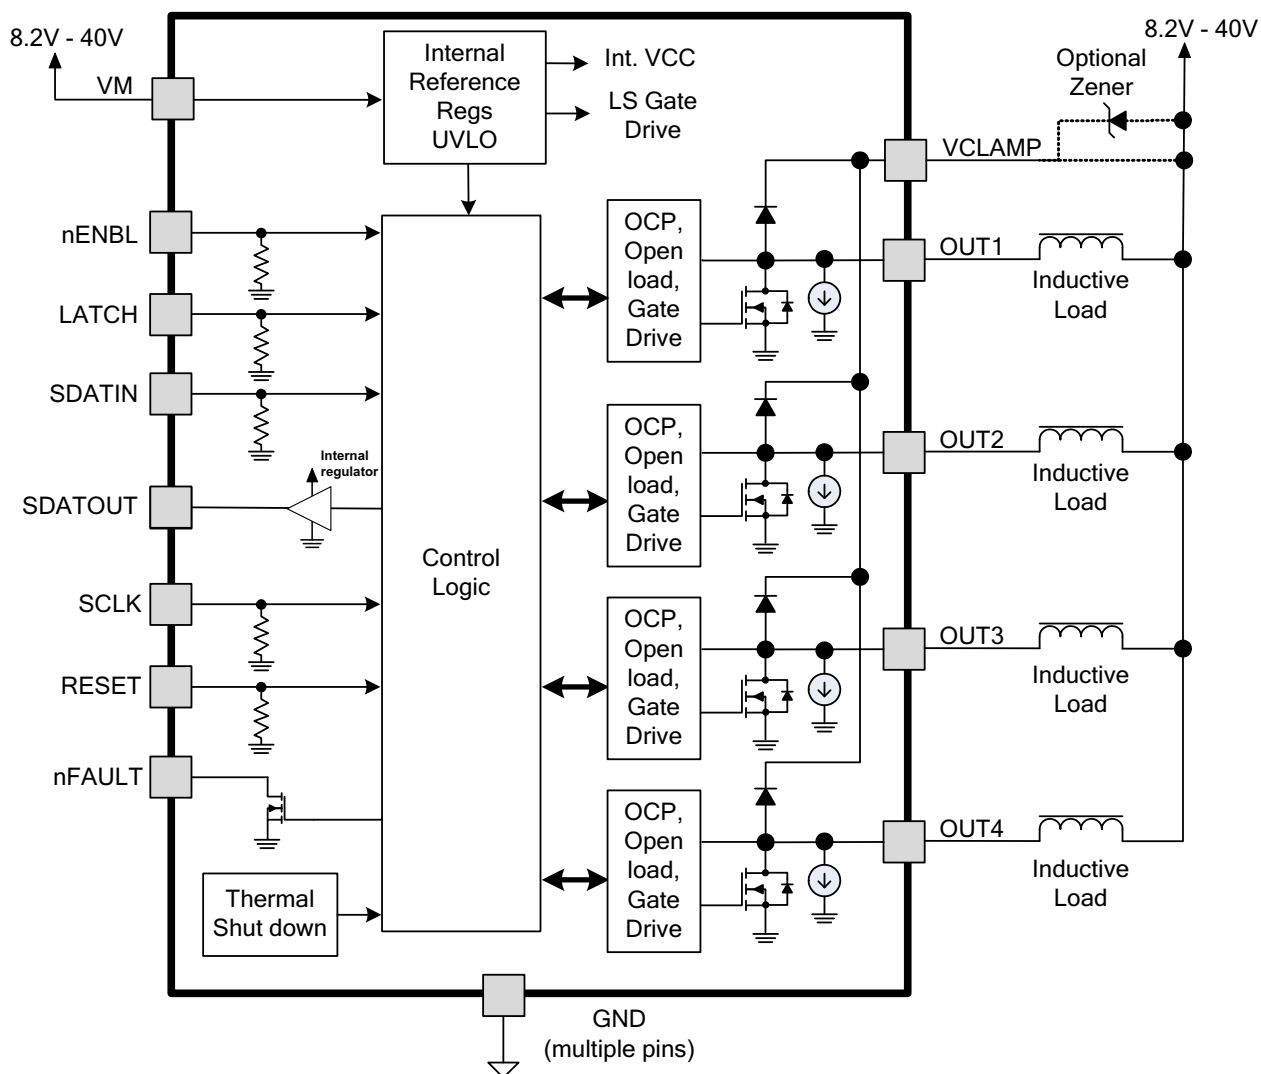 8.2V - 40V
VM
Internal
Reference
Regs
UVLO
Int. VCC
LS Gate
Drive
8.2V - 40V
Optional
Zener
VCLAMP
nENBL
LATCH
SDATIN
Internal
regulator
SDATOUT
SCLK
RESET
nFAULT
Thermal
Shut down
Control
Logic
OCP,
Open
load,
Gate
Drive
OUT1
Inductive
Load
OCP,
Open
load,
Gate
Drive
OUT2
Inductive
Load
OCP,
Open
load,
Gate
Drive
OUT3
Inductive
Load
OCP,
Open
load,
Gate
Drive
OUT4
Inductive
Load
GND
(multiple pins)